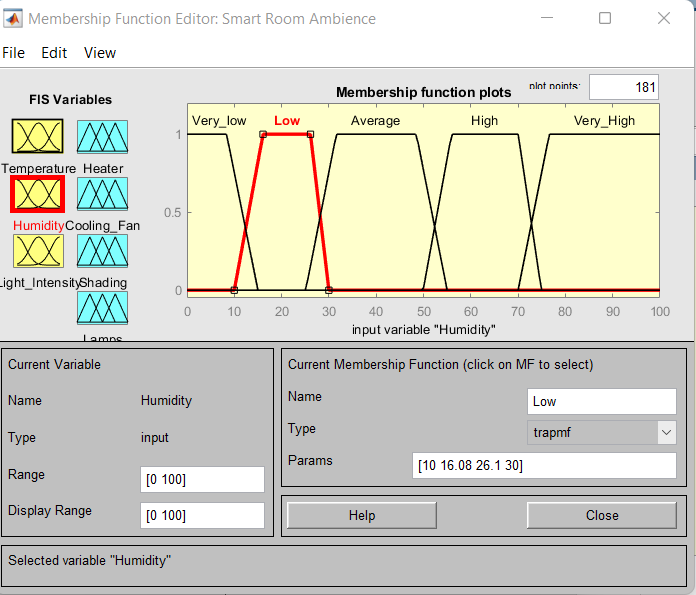 Membership Function Editor: Smart Room Ambience
File Edit View
FIS Variables
Membership function plots
plot points:
181
Very_low Low Average High Very_High
1
0.5
0
0 10 20 30 40 50 60 70 80 90 100
input variable "Humidity"
Temperature Heater
Humidity Cooling_Fan
Light_Intensity Shading
Lamps
Current Variable
Name Humidity
Type input
Range [0 100]
Display Range [0 100]
Current Membership Function (click on MF to select)
Name Low
Type trapmf
Params [10 16.08 26.1 30]
Help Close
Selected variable "Humidity"